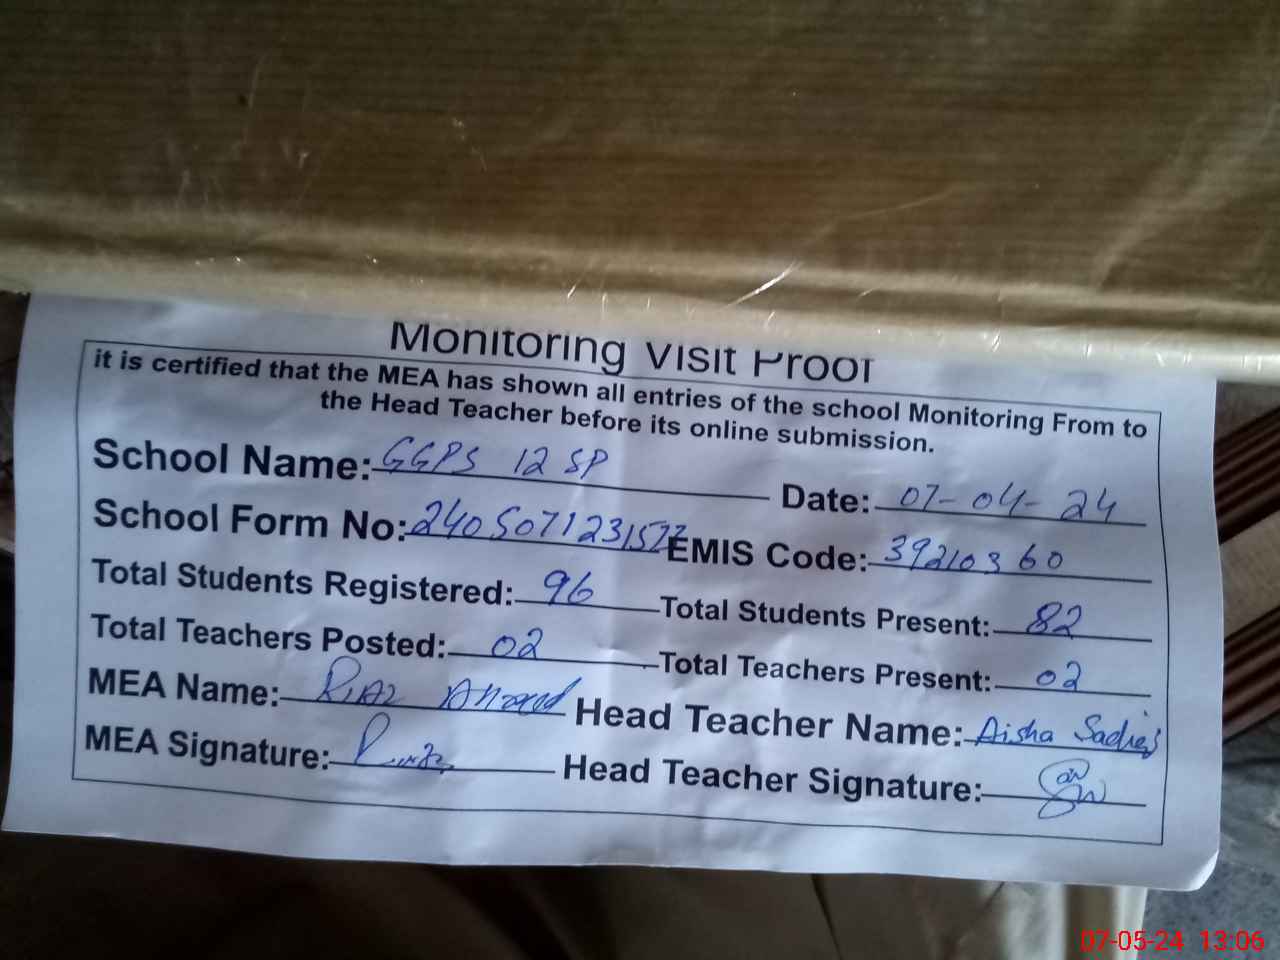 Monitoring Visit Proof
it is certified that the MEA has shown all entries of the school Monitoring From to
the Head Teacher before its online submission.
School Name: GGPS 12 SP Date: 07-04-24
School Form No: 2405071231577 EMIS Code: 39210360
Total Students Registered: 96 Total Students Present: 82
Total Teachers Posted: 02 Total Teachers Present: 02
MEA Name: Riaz Ahmad Head Teacher Name: Aisha
MEA Signature: Head Teacher Signature:
07-05-24 13:06